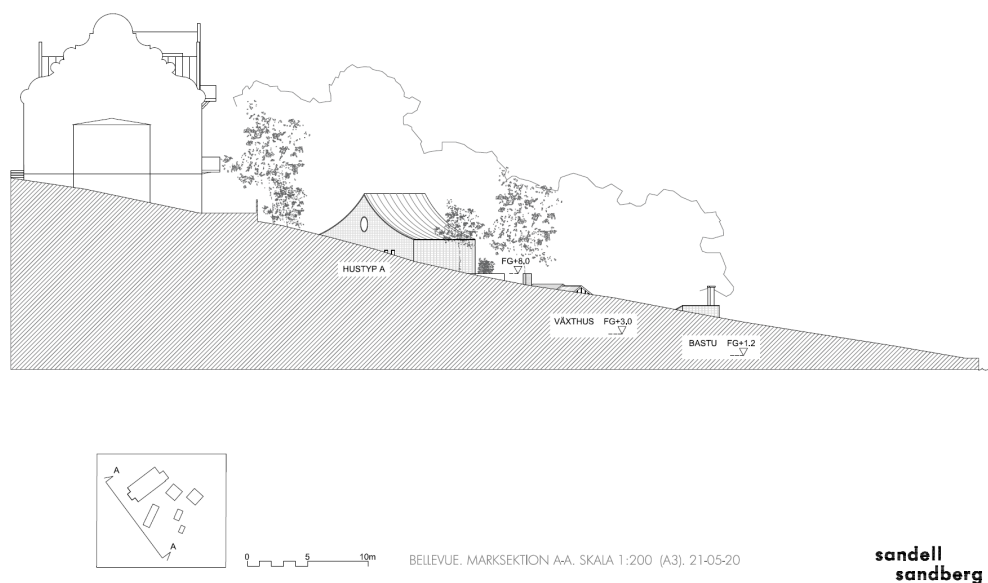 FG+6.0
HUSTYP A
VÄXTHUS FG+3.0
BASTU FG+1.2
A
A
0 5 10m
BELLEVUE. MARKSEKTION A-A. SKALA 1:200 (A3). 21-05-20
sandell
sandberg